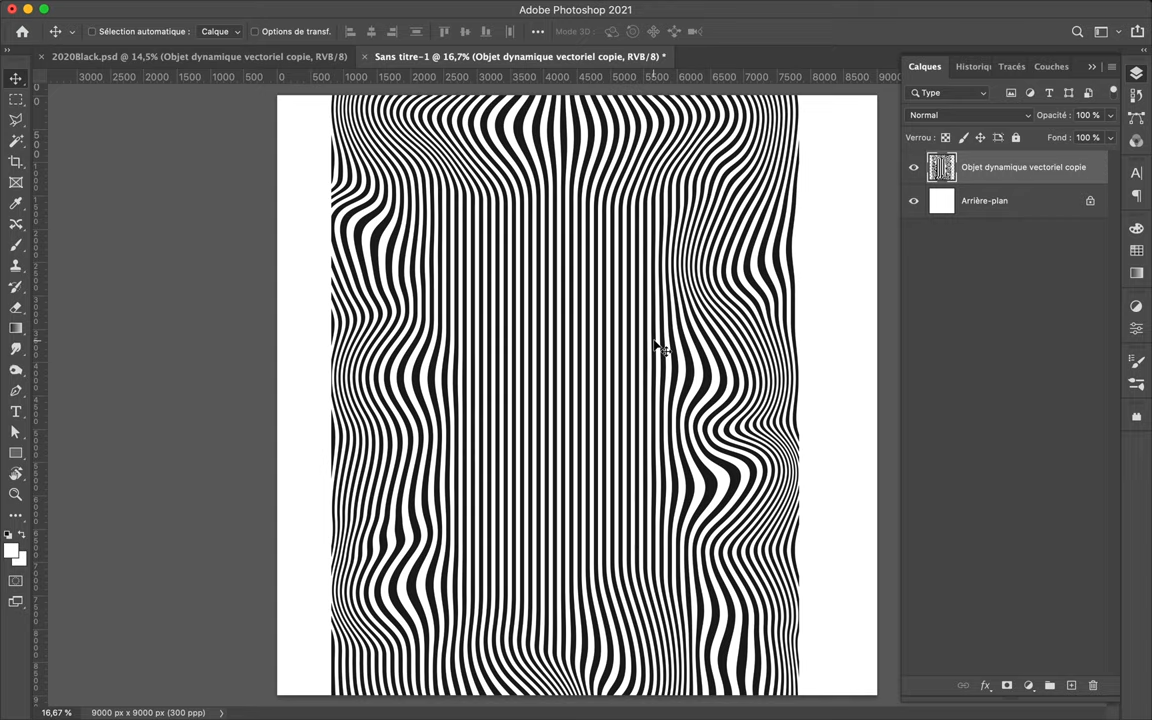 Adobe Photoshop 2021
Sélection automatique :
Calque
Options de transf.
Mode 3D :
2020Black.psd @ 14,5% (Objet dynamique vectoriel copie, RVB/8)
Sans titre-1 @ 16,7% (Objet dynamique vectoriel copie, RVB/8) *
3000 2500 2000 1500 1000 500 0 500 1000 1500 2000 2500 3000 3500 4000 4500 5000 5500 6000 6500 7000 7500 8000 8500 9000
Calques
Historiq
Tracés
Couches
Type
Normal
Opacité : 100 %
Verrou :
Fond : 100 %
Objet dynamique vectoriel copie
Arrière-plan
fx
16,67 %
9000 px x 9000 px (300 ppp)